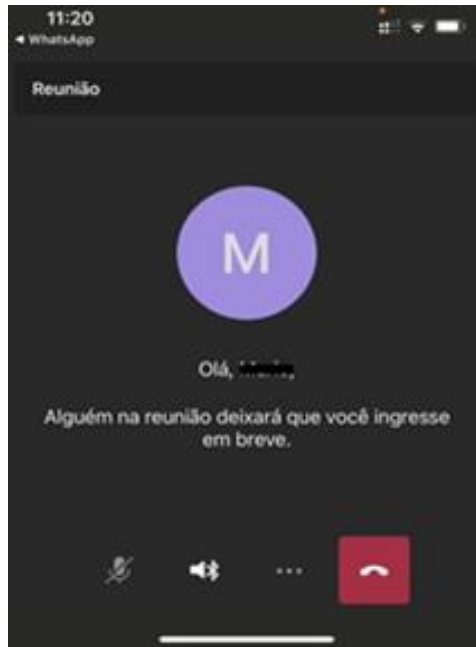 11:20
◄ WhatsApp
Reunião
M
Olá,
Alguém na reunião deixará que você ingresse
em breve.